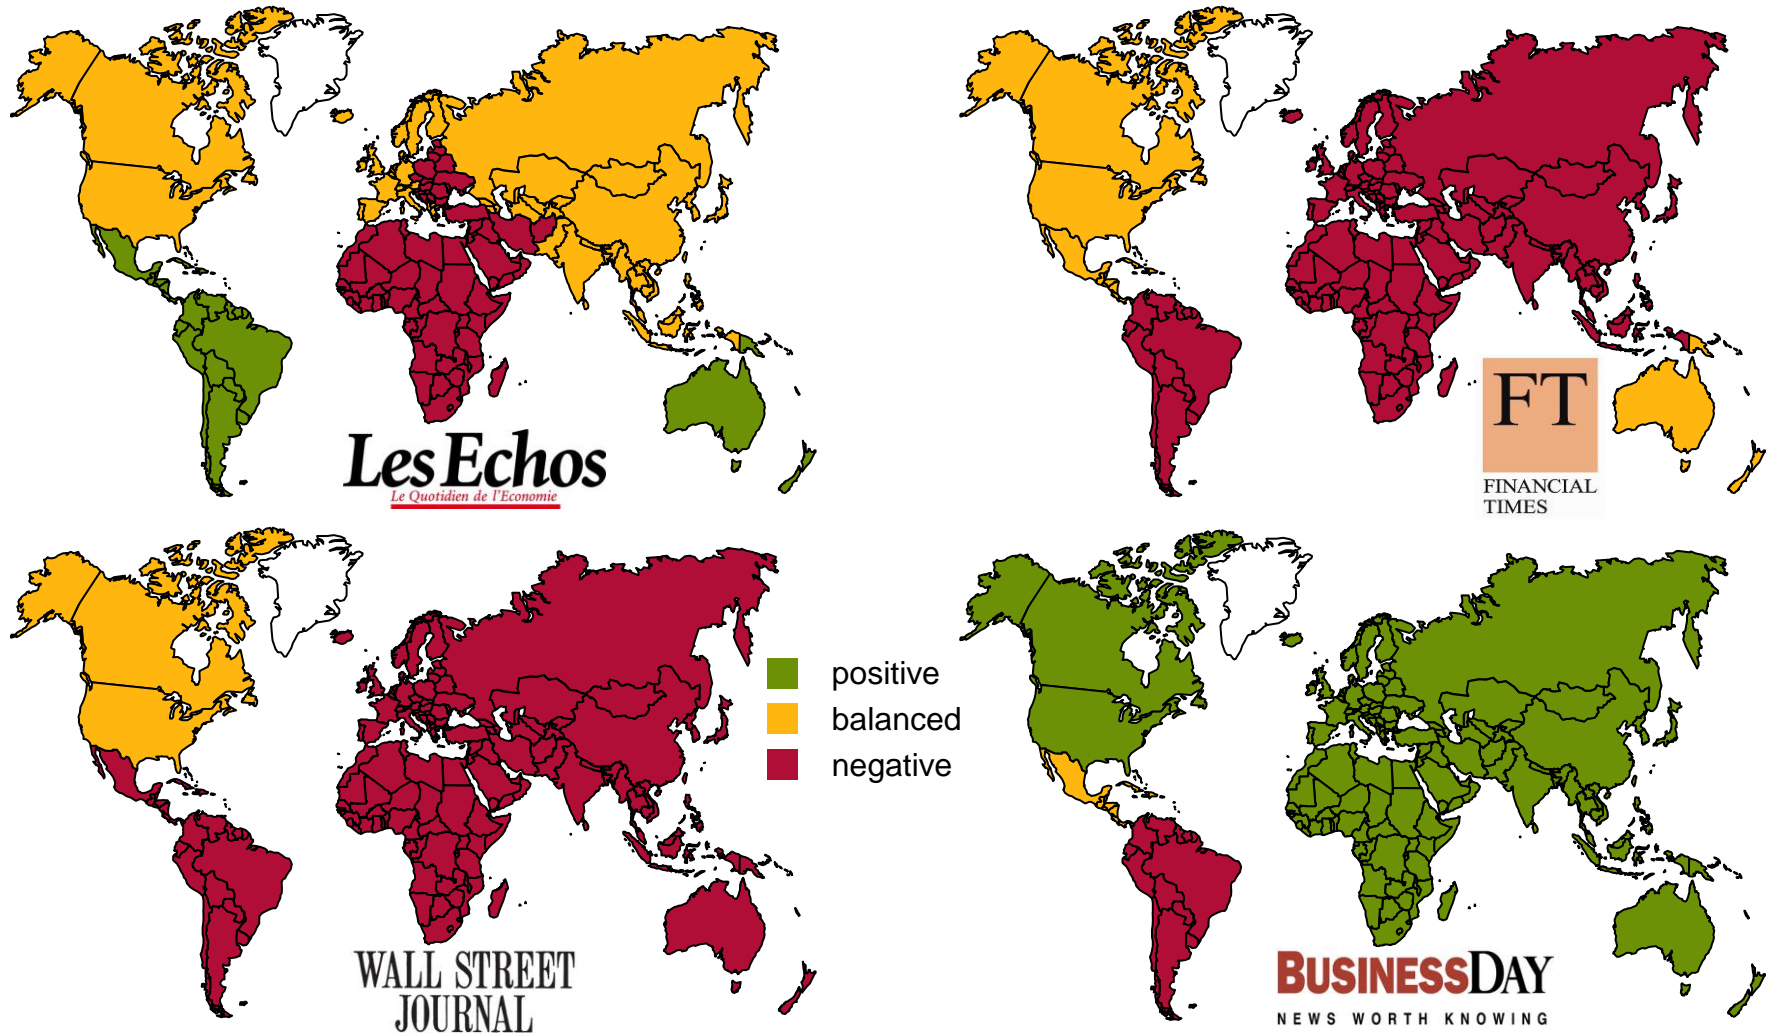 Les Echos
Le Quotidien de l'Economie
FT
FINANCIAL
TIMES
positive
balanced
negative
WALL STREET
JOURNAL
BUSINESSDAY
NEWS WORTH KNOWING